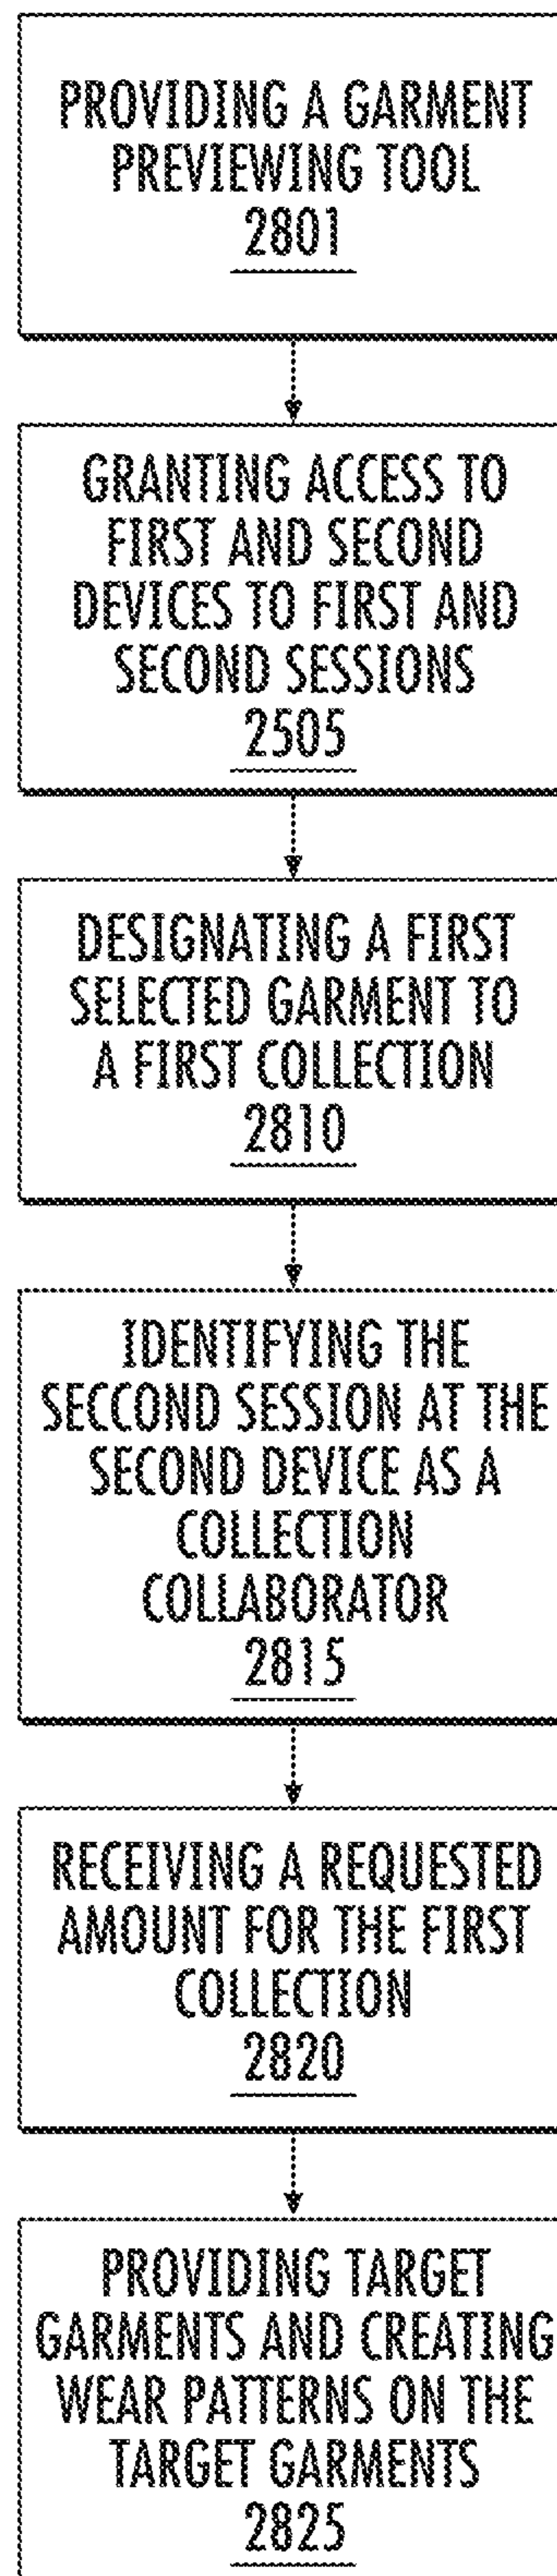 PROVIDING A GARMENT
PREVIEWING TOOL
2801
GRANTING ACCESS TO
FIRST AND SECOND
DEVICES TO FIRST AND
SECOND SESSIONS
2505
DESIGNATING A FIRST
SELECTED GARMENT TO
A FIRST COLLECTION
2810
IDENTIFYING THE
SECCOND SESSION AT THE
SECOND DEVICE AS A
COLLECTION
COLLABORATOR
2815
RECEIVING A REQUESTED
AMOUNT FOR THE FIRST
COLLECTION
2820
PROVIDING TARGET
GARMENTS AND CREATING
WEAR PATTERNS ON THE
TARGET GARMENTS
2825